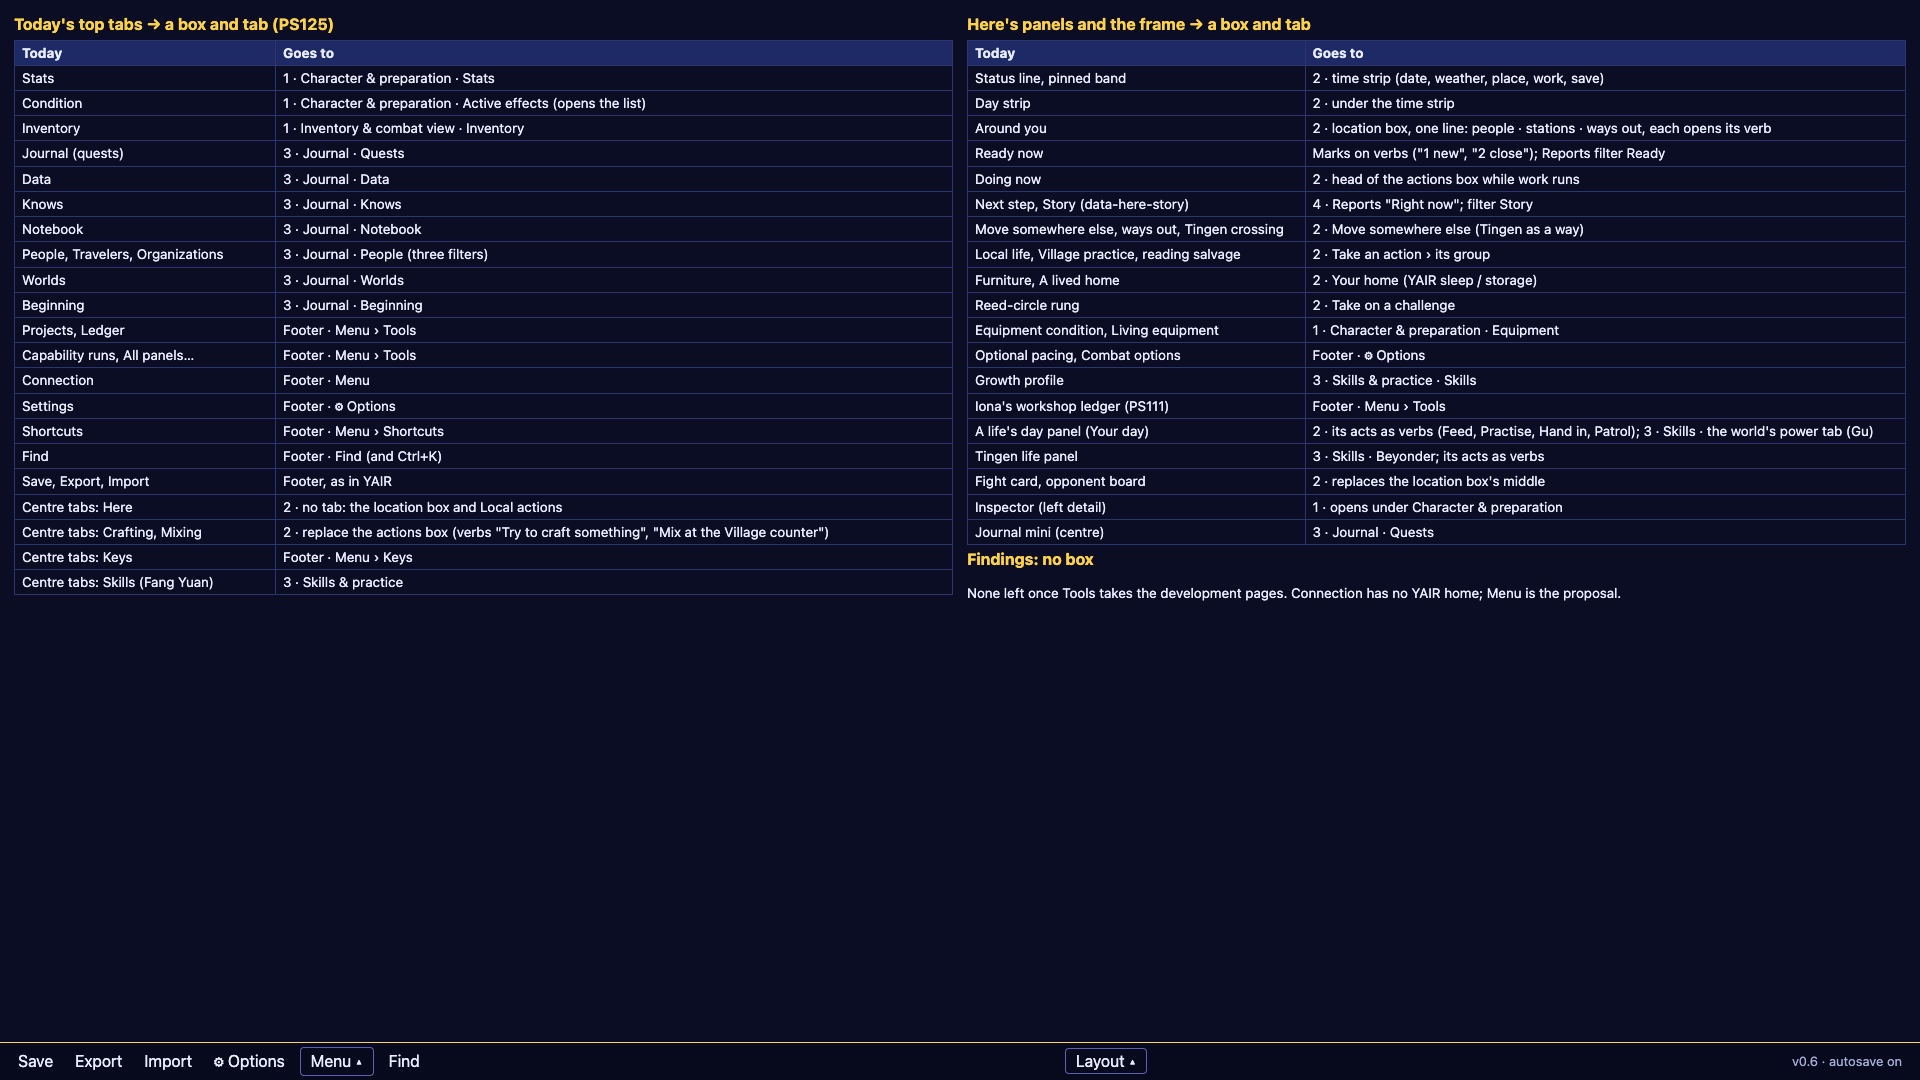 Today's top tabs → a box and tab (PS125)
Today Goes to
Stats 1 · Character & preparation · Stats
Condition 1 · Character & preparation · Active effects (opens the list)
Inventory 1 · Inventory & combat view · Inventory
Journal (quests) 3 · Journal · Quests
Data 3 · Journal · Data
Knows 3 · Journal · Knows
Notebook 3 · Journal · Notebook
People, Travelers, Organizations 3 · Journal · People (three filters)
Worlds 3 · Journal · Worlds
Beginning 3 · Journal · Beginning
Projects, Ledger Footer · Menu › Tools
Capability runs, All panels... Footer · Menu › Tools
Connection Footer · Menu
Settings Footer · ⚙ Options
Shortcuts Footer · Menu › Shortcuts
Find Footer · Find (and Ctrl+K)
Save, Export, Import Footer, as in YAIR
Centre tabs: Here 2 · no tab: the location box and Local actions
Centre tabs: Crafting, Mixing 2 · replace the actions box (verbs "Try to craft something", "Mix at the Village counter")
Centre tabs: Keys Footer · Menu › Keys
Centre tabs: Skills (Fang Yuan) 3 · Skills & practice
Here's panels and the frame → a box and tab
Today Goes to
Status line, pinned band 2 · time strip (date, weather, place, work, save)
Day strip 2 · under the time strip
Around you 2 · location box, one line: people · stations · ways out, each opens its verb
Ready now Marks on verbs ("1 new", "2 close"); Reports filter Ready
Doing now 2 · head of the actions box while work runs
Next step, Story (data-here-story) 4 · Reports "Right now"; filter Story
Move somewhere else, ways out, Tingen crossing 2 · Move somewhere else (Tingen as a way)
Local life, Village practice, reading salvage 2 · Take an action › its group
Furniture, A lived home 2 · Your home (YAIR sleep / storage)
Reed-circle rung 2 · Take on a challenge
Equipment condition, Living equipment 1 · Character & preparation · Equipment
Optional pacing, Combat options Footer · ⚙ Options
Growth profile 3 · Skills & practice · Skills
Iona's workshop ledger (PS111) Footer · Menu › Tools
A life's day panel (Your day) 2 · its acts as verbs (Feed, Practise, Hand in, Patrol); 3 · Skills · the world's power tab (Gu)
Tingen life panel 3 · Skills · Beyonder; its acts as verbs
Fight card, opponent board 2 · replaces the location box's middle
Inspector (left detail) 1 · opens under Character & preparation
Journal mini (centre) 3 · Journal · Quests
Findings: no box
None left once Tools takes the development pages. Connection has no YAIR home; Menu is the proposal.
Save Export Import ⚙ Options Menu ▴ Find Layout ▴ v0.6 · autosave on